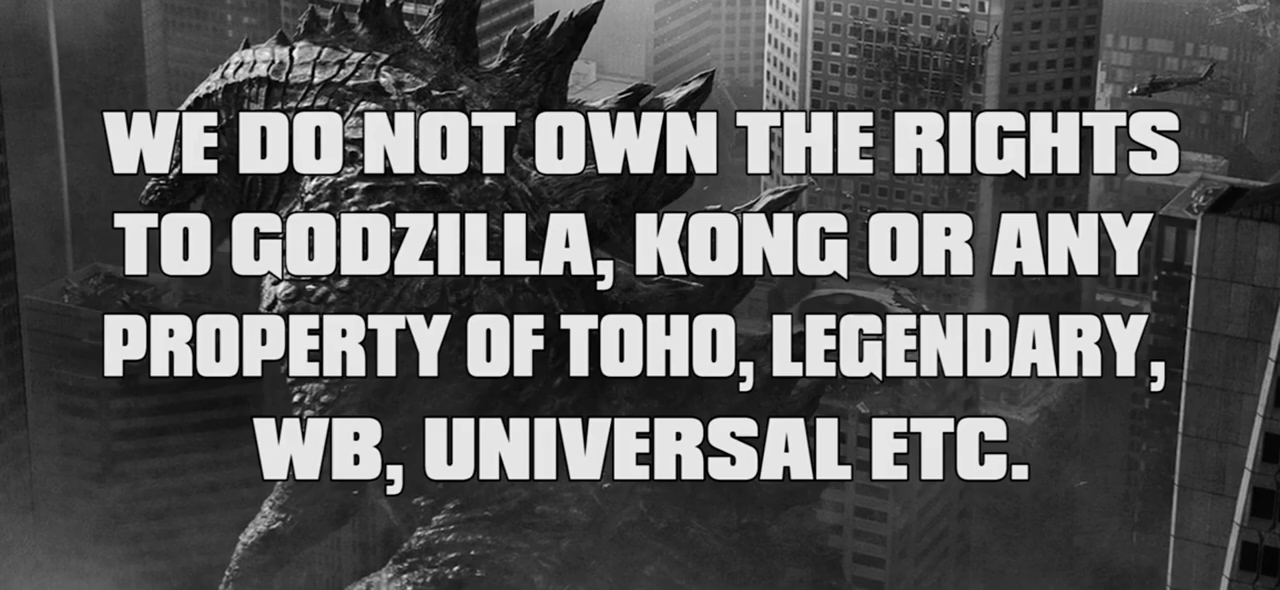 WE DO NOT OWN THE RIGHTS
TO GODZILLA, KONG OR ANY
PROPERTY OF TOHO, LEGENDARY,
WB, UNIVERSAL ETC.